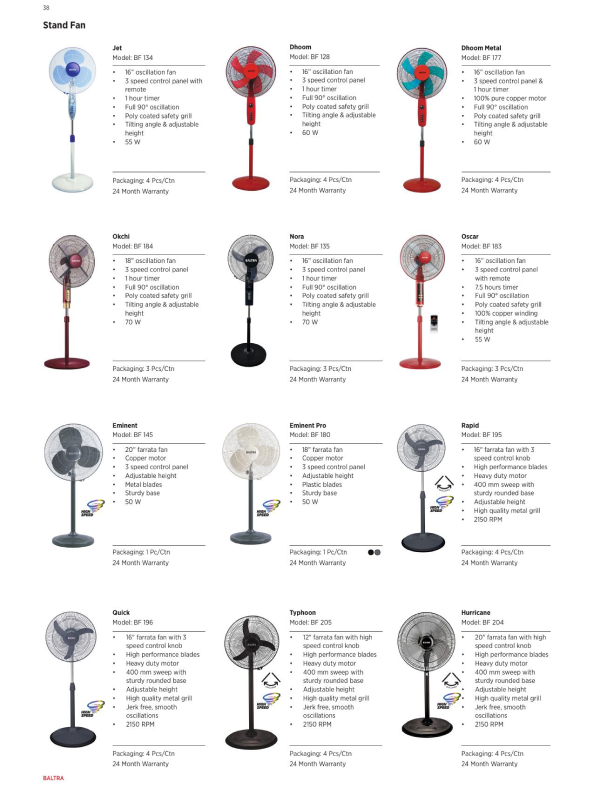 38
Stand Fan
Jet
Model: BF 134
• 16" oscillation fan
• 3 speed control panel with
remote
• 1 hour timer
• Full 90° oscillation
• Poly coated safety grill
• Tilting angle & adjustable
height
• 55 W
Packaging: 4 Pcs/Ctn
24 Month Warranty
Dhoom
Model: BF 128
• 16" oscillation fan
• 3 speed control panel
• 1 hour timer
• Full 90° oscillation
• Poly coated safety grill
• Tilting angle & adjustable
height
• 60 W
Packaging: 4 Pcs/Ctn
24 Month Warranty
Dhoom Metal
Model: BF 177
• 16" oscillation fan
• 3 speed control panel &
1 hour timer
• 100% pure copper motor
• Full 90° oscillation
• Poly coated safety grill
• Tilting angle & adjustable
height
• 60 W
Packaging: 4 Pcs/Ctn
24 Month Warranty
Okchi
Model: BF 184
• 18" oscillation fan
• 3 speed control panel
• 1 hour timer
• Full 90° oscillation
• Poly coated safety grill
• Tilting angle & adjustable
height
• 70 W
Packaging: 3 Pcs/Ctn
24 Month Warranty
BALTRA
Nora
Model: BF 135
• 16" oscillation fan
• 3 speed control panel
• 1 hour timer
• Full 90° oscillation
• Poly coated safety grill
• Tilting angle & adjustable
height
• 70 W
Packaging: 3 Pcs/Ctn
24 Month Warranty
Oscar
Model: BF 183
• 16" oscillation fan
• 3 speed control panel
with remote
• 7.5 hours timer
• Full 90° oscillation
• Poly coated safety grill
• 100% copper winding
• Tilting angle & adjustable
height
• 55 W
Packaging: 3 Pcs/Ctn
24 Month Warranty
Eminent
Model: BF 145
• 20" farrata fan
• Copper motor
• 3 speed control panel
• Adjustable height
• Metal blades
• Sturdy base
• 50 W
HIGH
SPEED
Packaging: 1 Pc/Ctn
24 Month Warranty
Eminent Pro
Model: BF 180
• 18" farrata fan
• Copper motor
• 3 speed control panel
• Adjustable height
• Plastic blades
• Sturdy base
• 50 W
HIGH
SPEED
Packaging: 1 Pc/Ctn
24 Month Warranty
Rapid
Model: BF 195
• 16" farrata fan with 3
speed control knob
• High performance blades
• Heavy duty motor
• 400 mm sweep with
sturdy rounded base
• Adjustable height
• High quality metal grill
• 2150 RPM
HIGH
SPEED
Packaging: 4 Pcs/Ctn
24 Month Warranty
Quick
Model: BF 196
• 16" farrata fan with 3
speed control knob
• High performance blades
• Heavy duty motor
• 400 mm sweep with
sturdy rounded base
• Adjustable height
• High quality metal grill
• Jerk free, smooth
oscillations
• 2150 RPM
HIGH
SPEED
Packaging: 4 Pcs/Ctn
24 Month Warranty
Typhoon
Model: BF 205
• 12" farrata fan with high
speed control knob
• High performance blades
• Heavy duty motor
• 400 mm sweep with
sturdy rounded base
• Adjustable height
• High quality metal grill
• Jerk free, smooth
oscillations
• 2150 RPM
HIGH
SPEED
Packaging: 4 Pcs/Ctn
24 Month Warranty
Hurricane
Model: BF 204
• 20" farrata fan with high
speed control knob
• High performance blades
• Heavy duty motor
• 400 mm sweep with
sturdy rounded base
• Adjustable height
• High quality metal grill
• Jerk free, smooth
oscillations
• 2150 RPM
HIGH
SPEED
Packaging: 4 Pcs/Ctn
24 Month Warranty
BALTRA